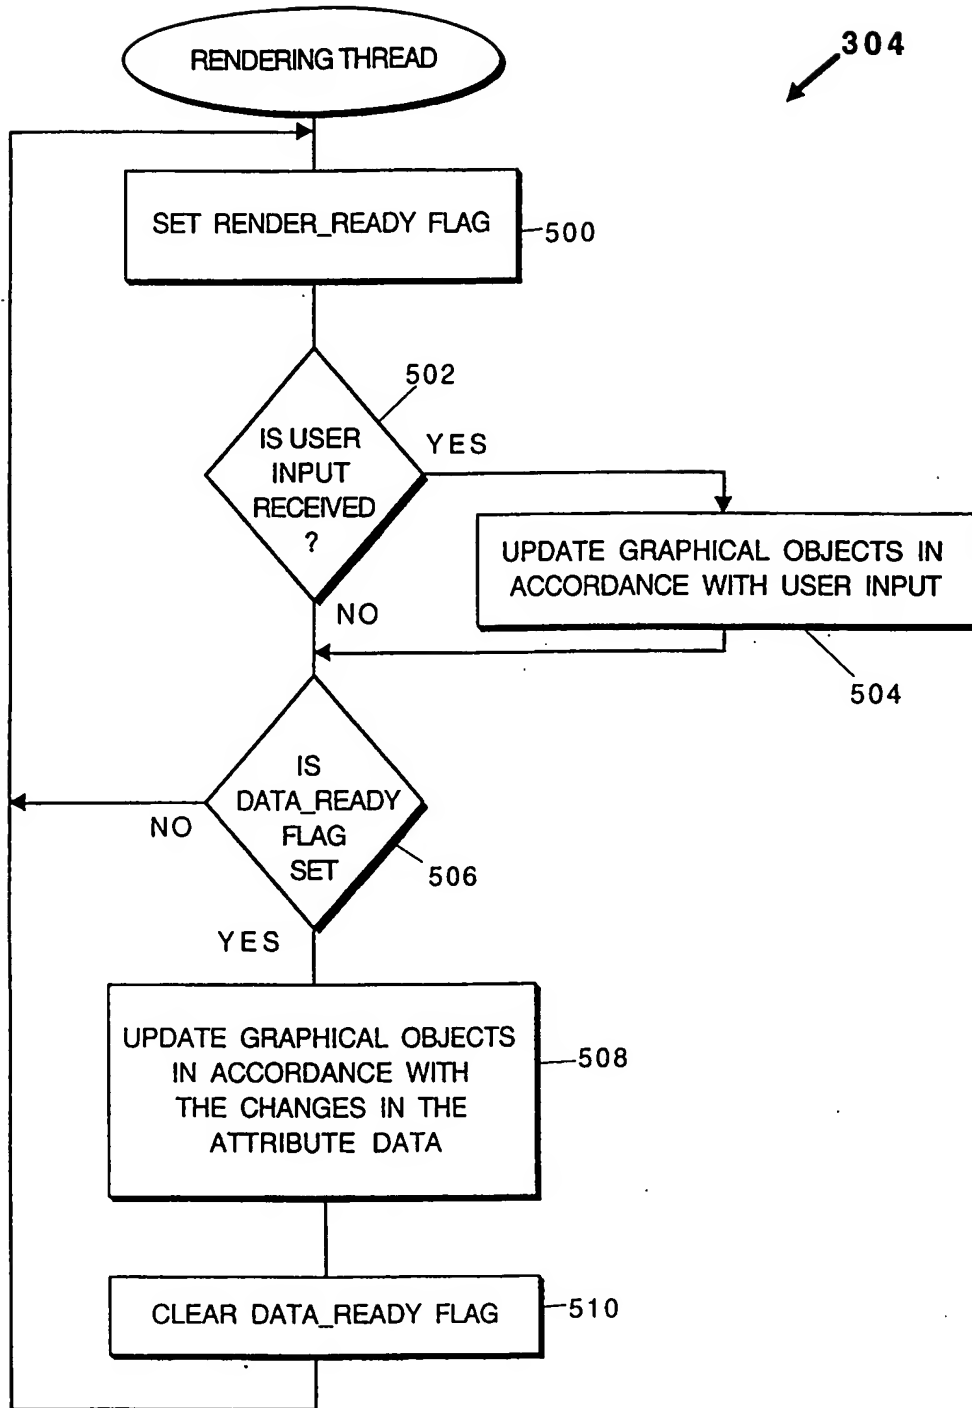 304
RENDERING THREAD
SET RENDER_READY FLAG
500
502
IS USER
INPUT
RECEIVED
?
YES
NO
UPDATE GRAPHICAL OBJECTS IN
ACCORDANCE WITH USER INPUT
504
IS
DATA_READY
FLAG
SET
NO
506
YES
UPDATE GRAPHICAL OBJECTS
IN ACCORDANCE WITH
THE CHANGES IN THE
ATTRIBUTE DATA
508
CLEAR DATA_READY FLAG
510